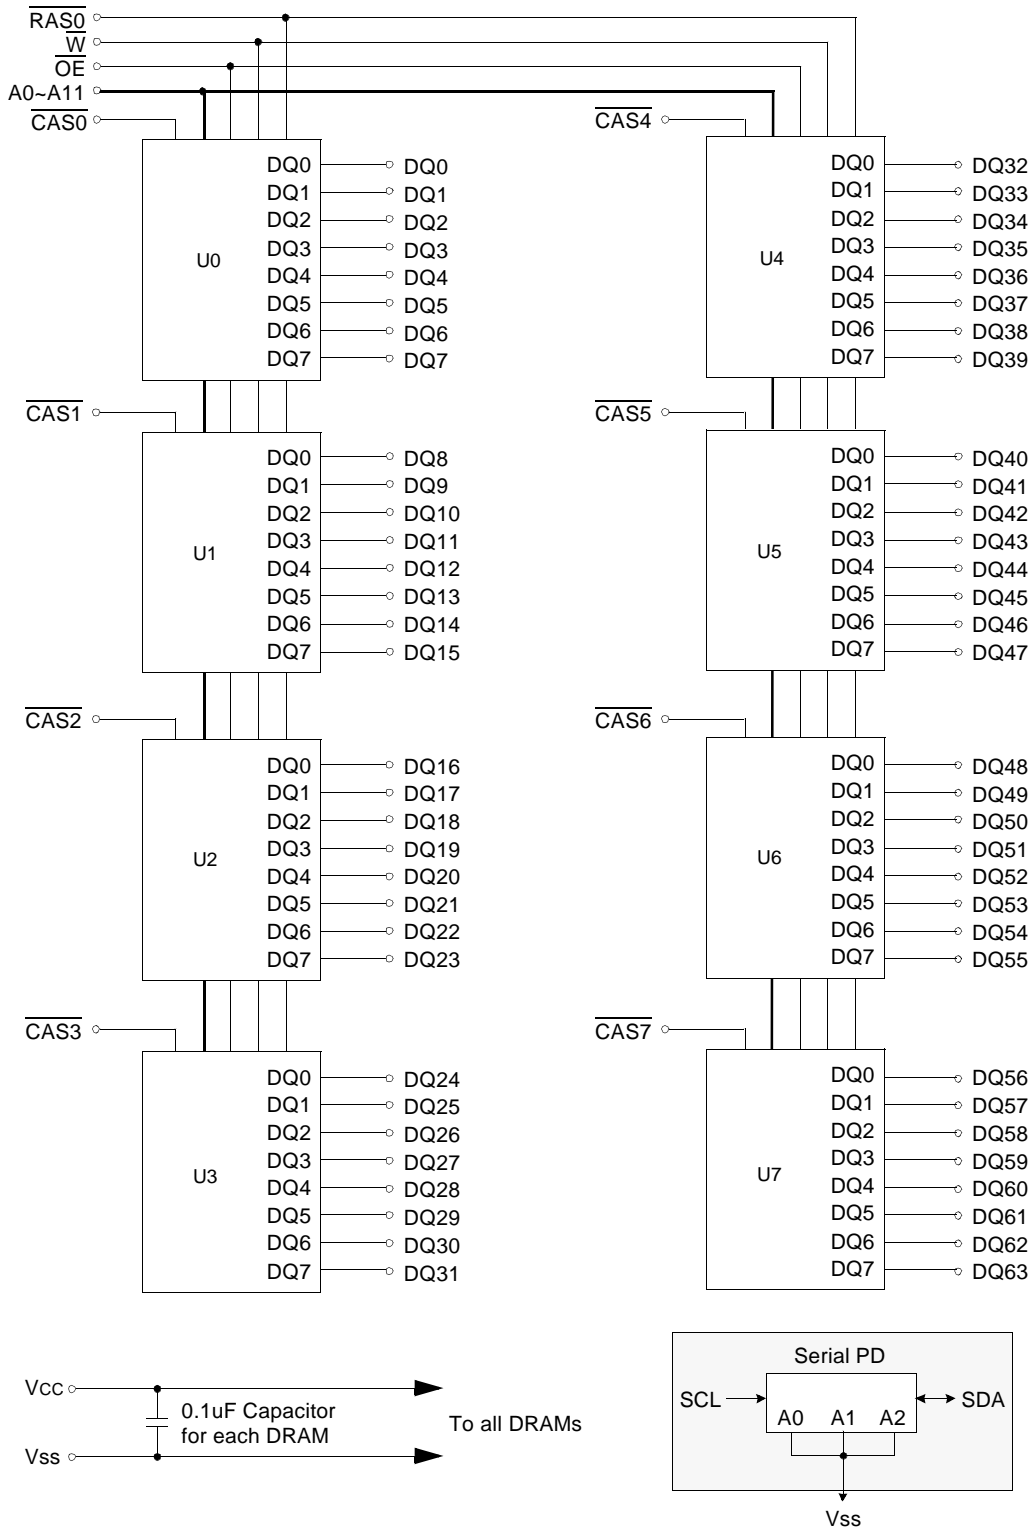 RAS0
W
OE
A0~A11
CAS0
DQ0 DQ0
DQ1 DQ1
DQ2 DQ2
DQ3 DQ3
U0
DQ4 DQ4
DQ5 DQ5
DQ6 DQ6
DQ7 DQ7
CAS1
DQ0 DQ8
DQ1 DQ9
DQ2 DQ10
DQ3 DQ11
U1
DQ4 DQ12
DQ5 DQ13
DQ6 DQ14
DQ7 DQ15
CAS2
DQ0 DQ16
DQ1 DQ17
DQ2 DQ18
DQ3 DQ19
U2
DQ4 DQ20
DQ5 DQ21
DQ6 DQ22
DQ7 DQ23
CAS3
DQ0 DQ24
DQ1 DQ25
DQ2 DQ26
DQ3 DQ27
U3
DQ4 DQ28
DQ5 DQ29
DQ6 DQ30
DQ7 DQ31
CAS4
DQ0 DQ32
DQ1 DQ33
DQ2 DQ34
DQ3 DQ35
U4
DQ4 DQ36
DQ5 DQ37
DQ6 DQ38
DQ7 DQ39
CAS5
DQ0 DQ40
DQ1 DQ41
DQ2 DQ42
DQ3 DQ43
U5
DQ4 DQ44
DQ5 DQ45
DQ6 DQ46
DQ7 DQ47
CAS6
DQ0 DQ48
DQ1 DQ49
DQ2 DQ50
DQ3 DQ51
U6
DQ4 DQ52
DQ5 DQ53
DQ6 DQ54
DQ7 DQ55
CAS7
DQ0 DQ56
DQ1 DQ57
DQ2 DQ58
DQ3 DQ59
U7
DQ4 DQ60
DQ5 DQ61
DQ6 DQ62
DQ7 DQ63
Vcc
0.1uF Capacitor
for each DRAM
To all DRAMs
Vss
Serial PD
SCL SDA
A0 A1 A2
Vss